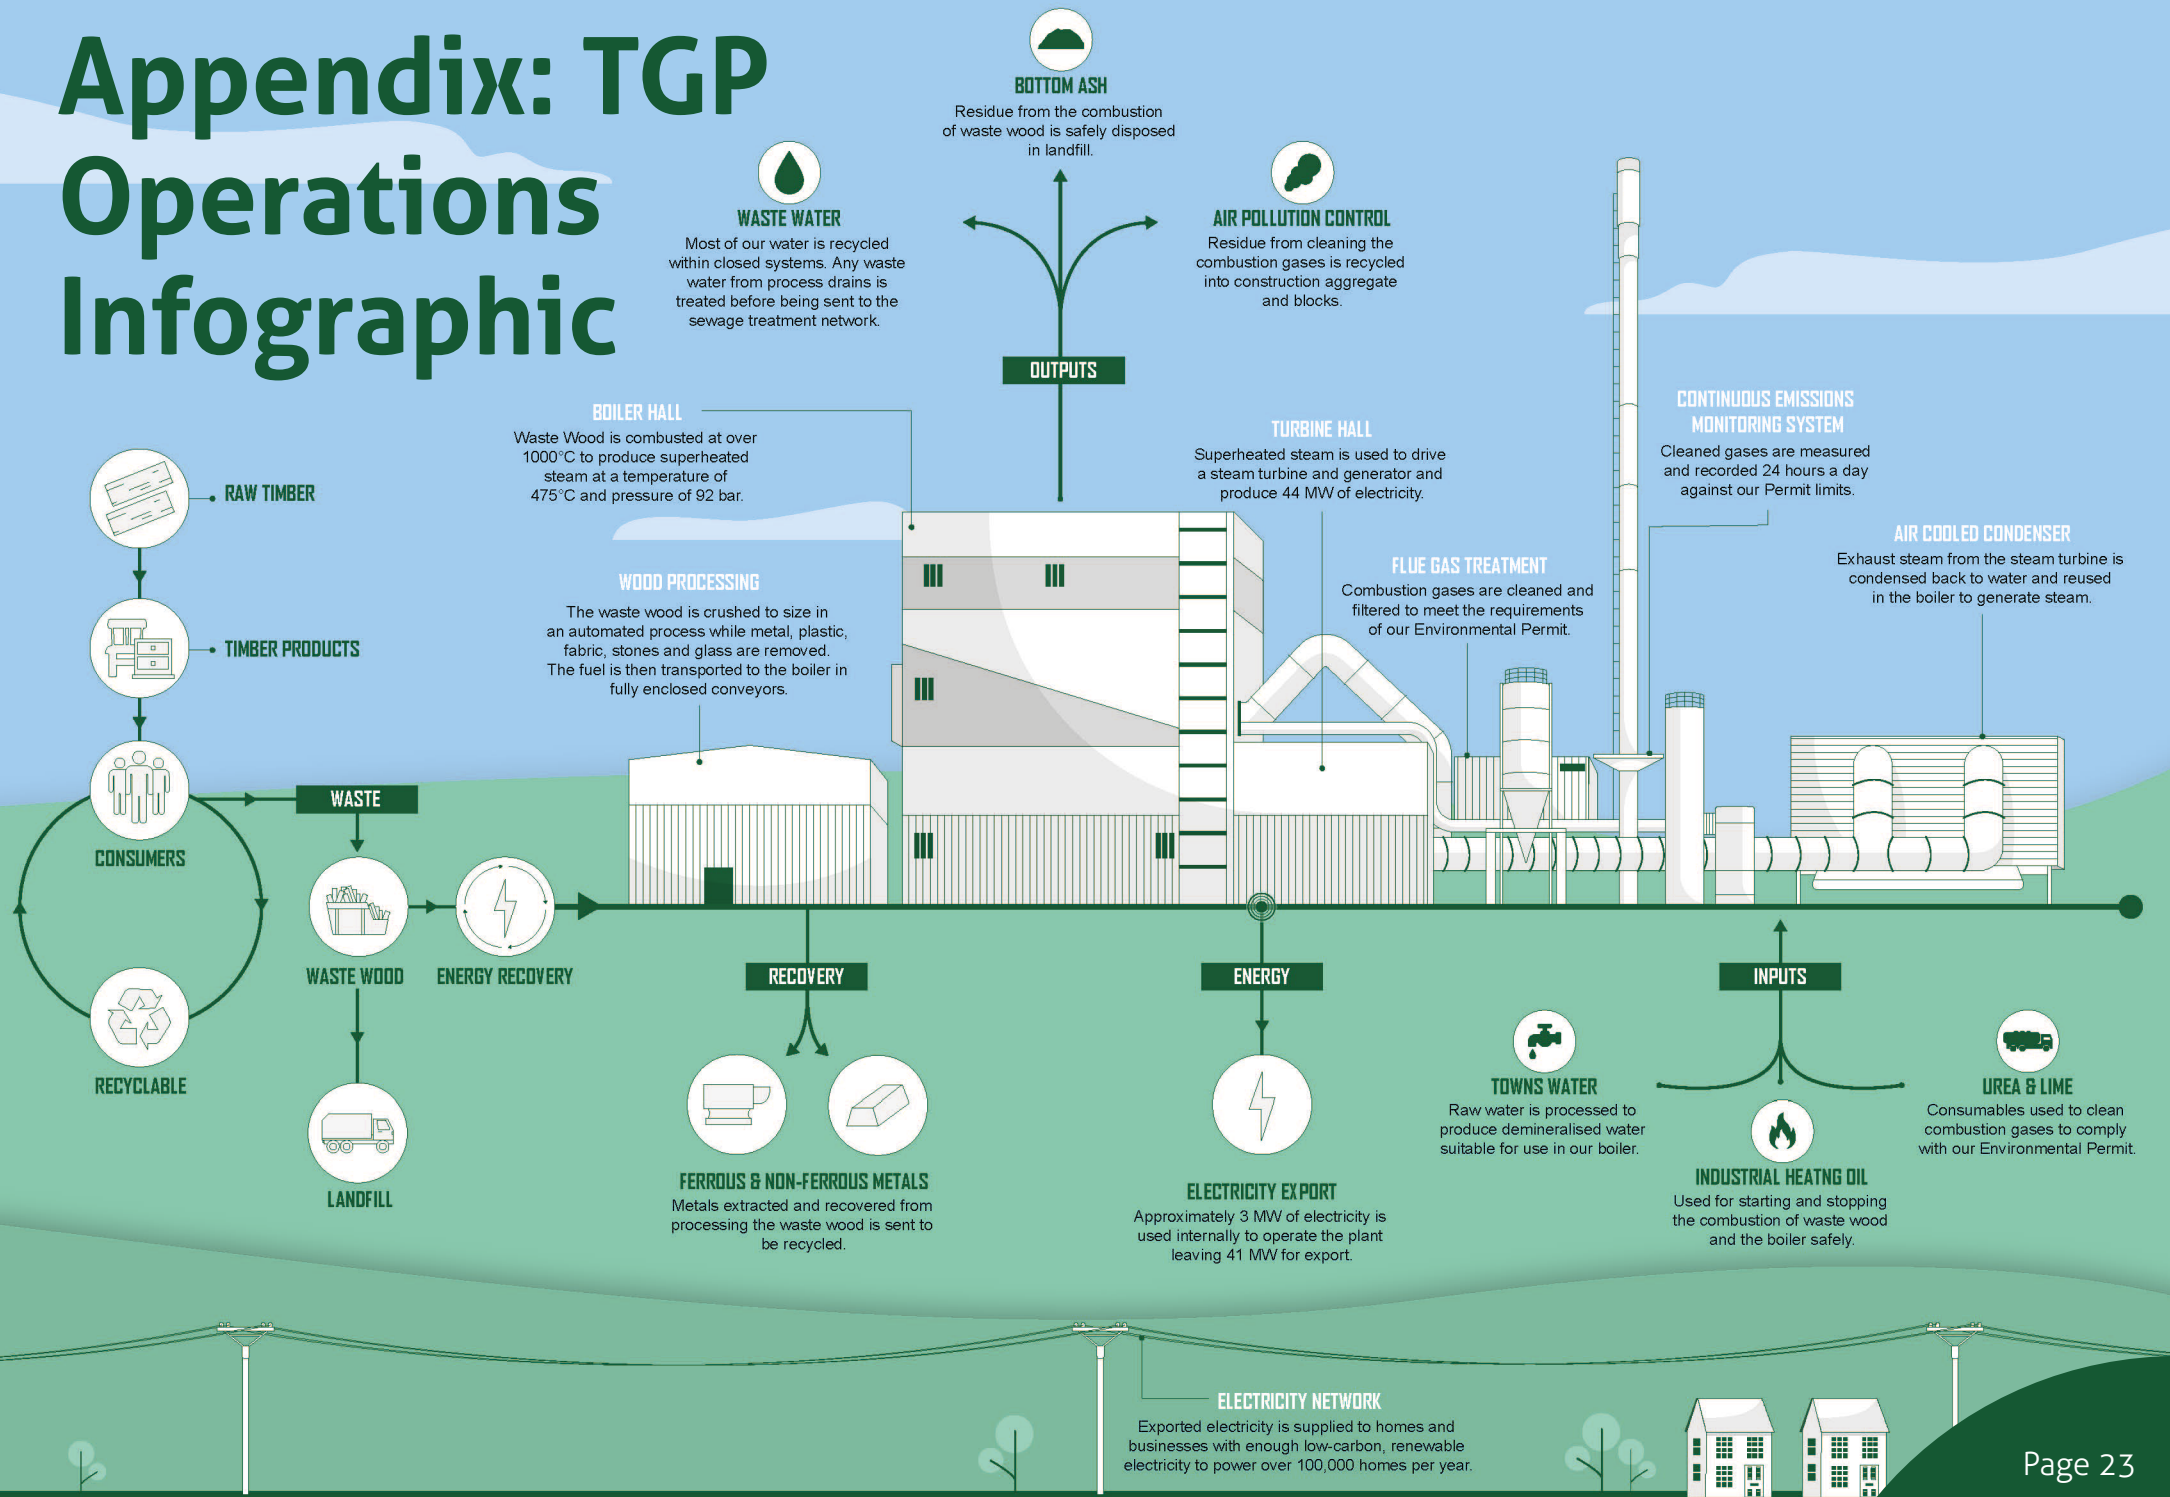 Appendix: TGP
Operations
Infographic
BOTTOM ASH
Residue from the combustion
of waste wood is safely disposed
in landfill.
WASTE WATER
Most of our water is recycled
within closed systems. Any waste
water from process drains is
treated before being sent to the
sewage treatment network.
AIR POLLUTION CONTROL
Residue from cleaning the
combustion gases is recycled
into construction aggregate
and blocks.
OUTPUTS
BOILER HALL
Waste Wood is combusted at over
1000°C to produce superheated
steam at a temperature of
475°C and pressure of 92 bar.
TURBINE HALL
Superheated steam is used to drive
a steam turbine and generator and
produce 44 MW of electricity.
CONTINUOUS EMISSIONS
MONITORING SYSTEM
Cleaned gases are measured
and recorded 24 hours a day
against our Permit limits.
AIR COOLED CONDENSER
Exhaust steam from the steam turbine is
condensed back to water and reused
in the boiler to generate steam.
FLUE GAS TREATMENT
Combustion gases are cleaned and
filtered to meet the requirements
of our Environmental Permit.
WOOD PROCESSING
The waste wood is crushed to size in
an automated process while metal, plastic,
fabric, stones and glass are removed.
The fuel is then transported to the boiler in
fully enclosed conveyors.
RAW TIMBER
TIMBER PRODUCTS
CONSUMERS
WASTE
WASTE WOOD
ENERGY RECOVERY
RECYCLABLE
LANDFILL
RECOVERY
FERROUS & NON-FERROUS METALS
Metals extracted and recovered from
processing the waste wood is sent to
be recycled.
ENERGY
ELECTRICITY EXPORT
Approximately 3 MW of electricity is
used internally to operate the plant
leaving 41 MW for export.
INPUTS
TOWNS WATER
Raw water is processed to
produce demineralised water
suitable for use in our boiler.
INDUSTRIAL HEATNG OIL
Used for starting and stopping
the combustion of waste wood
and the boiler safely.
UREA & LIME
Consumables used to clean
combustion gases to comply
with our Environmental Permit.
ELECTRICITY NETWORK
Exported electricity is supplied to homes and
businesses with enough low-carbon, renewable
electricity to power over 100,000 homes per year.
Page 23